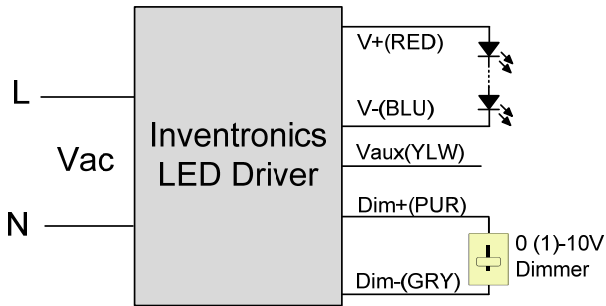 L
Vac
N
Inventronics
LED Driver
V+(RED)
V-(BLU)
Vaux(YLW)
Dim+(PUR)
Dim-(GRY)
0 (1)-10V
Dimmer